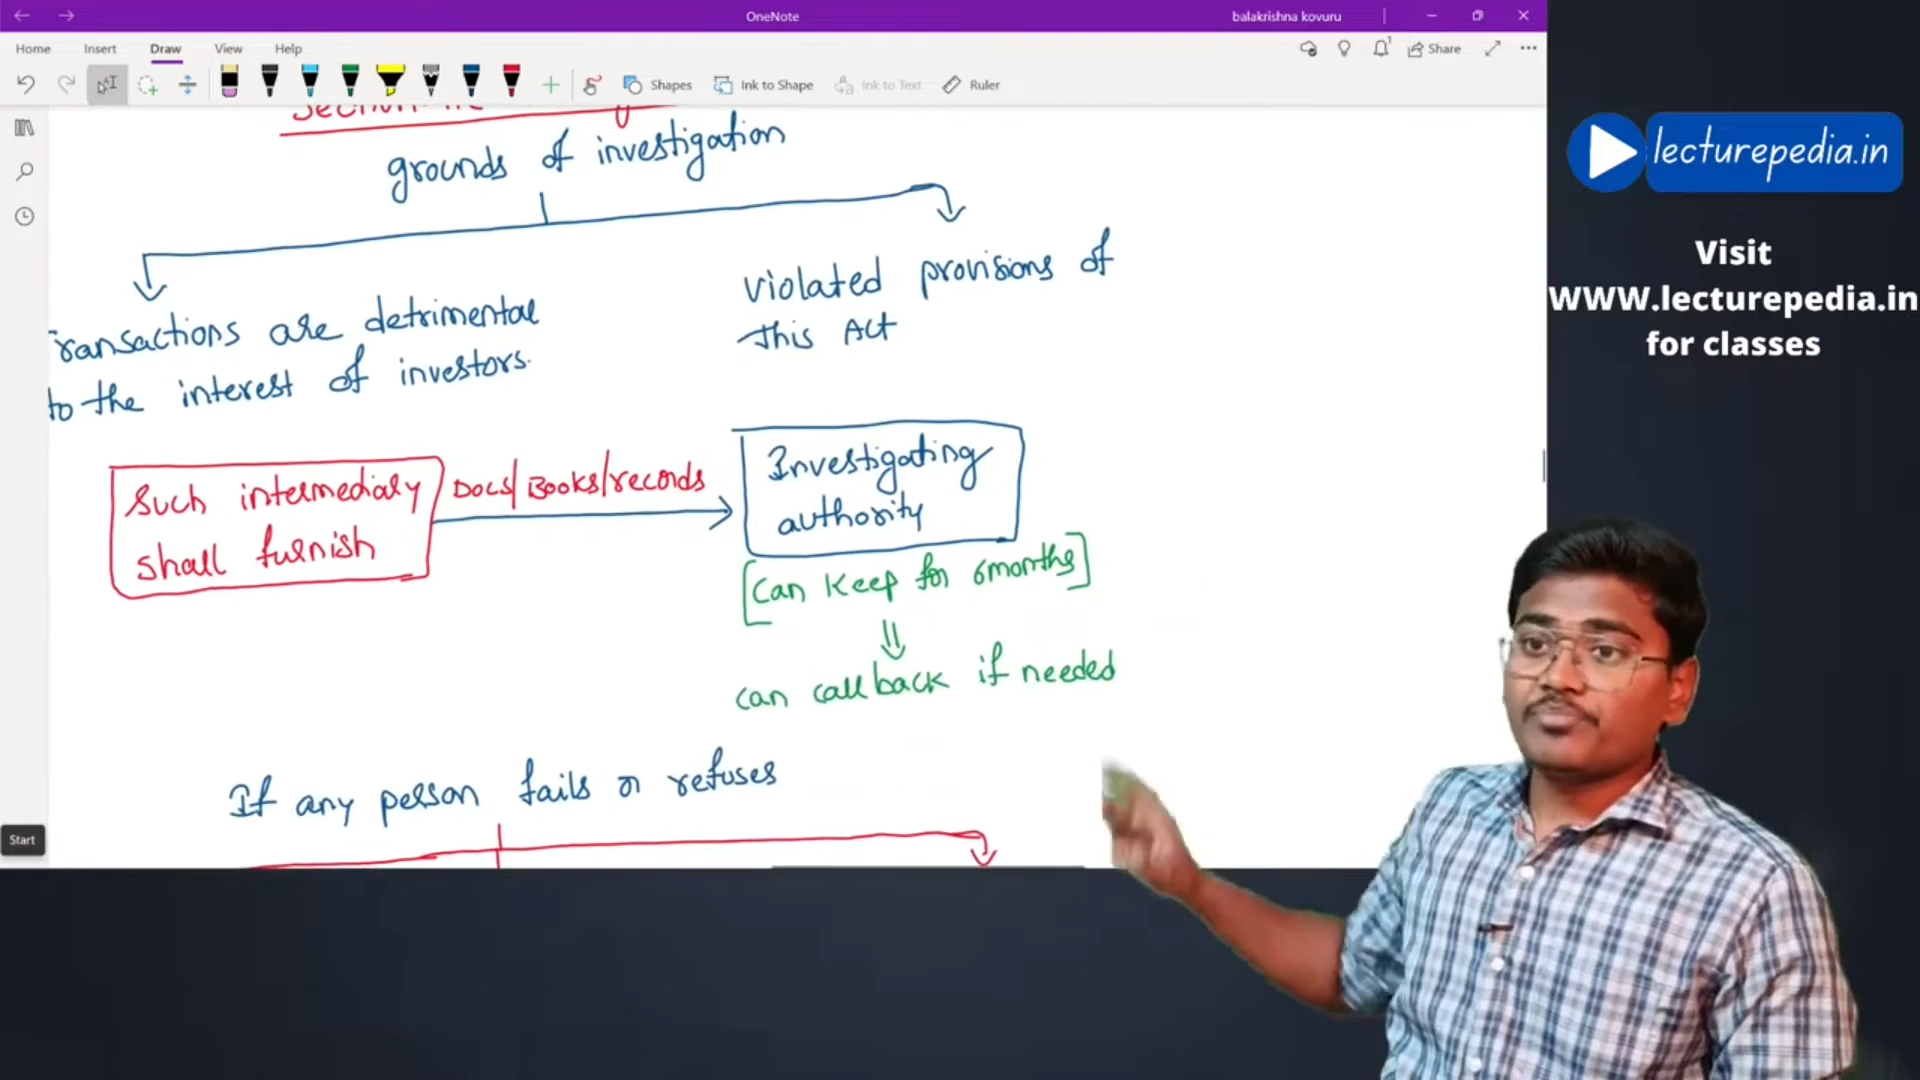 OneNote
balakrishna kovuru
Home Insert Draw View Help
Share
Shapes
Ink to Shape
Ink to Text
Ruler
grounds of investigation
Transactions are detrimental
to the interest of investors.
violated provisions of
this Act
Such intermediary
shall furnish
Docs/Books/records
Investigating
authority
[Can Keep for 6months]
can call back if needed
If any person fails or refuses
Start
lecturepedia.in
Visit
WWW.lecturepedia.in
for classes